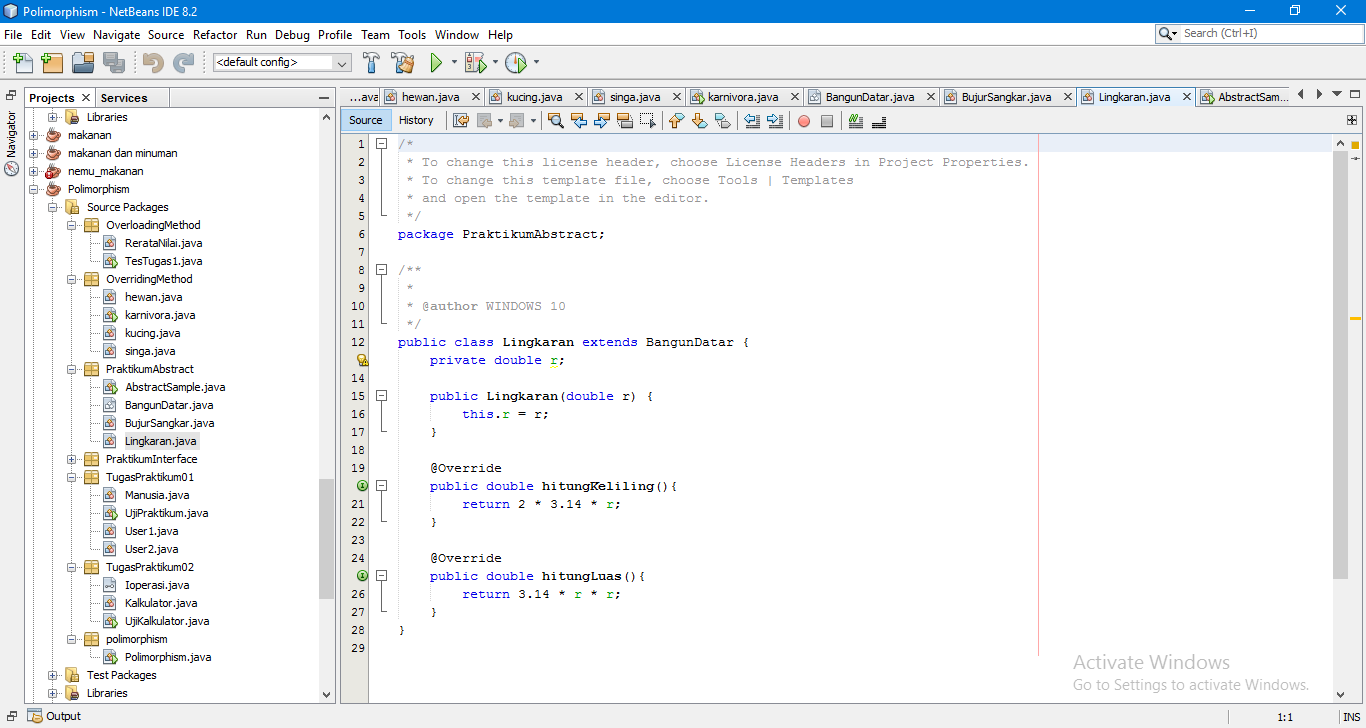 Polimorphism - NetBeans IDE 8.2
File Edit View Navigate Source Refactor Run Debug Profile Team Tools Window Help
Search (Ctrl+I)
<default config>
Navigator
Projects
Services
Libraries
makanan
makanan dan minuman
nemu_makanan
Polimorphism
Source Packages
OverloadingMethod
RerataNilai.java
TesTugas1.java
OverridingMethod
hewan.java
karnivora.java
kucing.java
singa.java
PraktikumAbstract
AbstractSample.java
BangunDatar.java
BujurSangkar.java
Lingkaran.java
PraktikumInterface
TugasPraktikum01
Manusia.java
UjiPraktikum.java
User1.java
User2.java
TugasPraktikum02
Ioperasi.java
Kalkulator.java
UjiKalkulator.java
polimorphism
Polimorphism.java
Test Packages
Libraries
...ava hewan.java kucing.java singa.java karnivora.java BangunDatar.java BujurSangkar.java Lingkaran.java AbstractSam...
Source History
1 /*
2 * To change this license header, choose License Headers in Project Properties.
3 * To change this template file, choose Tools | Templates
4 * and open the template in the editor.
5 */
6 package PraktikumAbstract;
7
8 /**
9 *
10 * @author WINDOWS 10
11 */
12 public class Lingkaran extends BangunDatar {
private double r;
14
15 public Lingkaran(double r) {
16 this.r = r;
17 }
18
19 @Override
public double hitungKeliling(){
21 return 2 * 3.14 * r;
22 }
23
24 @Override
public double hitungLuas(){
26 return 3.14 * r * r;
27 }
28 }
29
Activate Windows
Go to Settings to activate Windows.
Output
1:1 INS